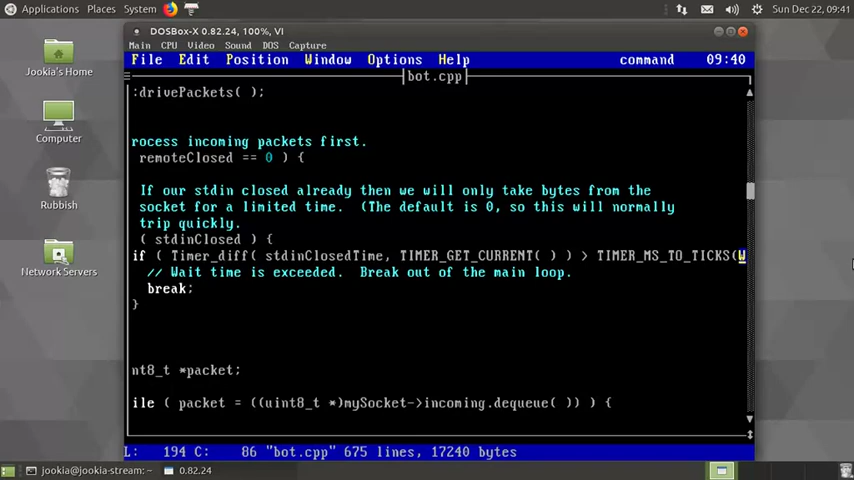 Applications Places System
Sun Dec 22, 09:41
DOSBox-X 0.82.24, 100%, VI
Main CPU Video Sound DOS Capture
File Edit Position Window Options Help command 09:40
bot.cpp
:drivePackets( );
rocess incoming packets first.
remoteClosed == 0 ) {
If our stdin closed already then we will only take bytes from the
socket for a limited time. (The default is 0, so this will normally
trip quickly.
( stdinClosed ) {
if ( Timer_diff( stdinClosedTime, TIMER_GET_CURRENT( ) ) > TIMER_MS_TO_TICKS(W
// Wait time is exceeded. Break out of the main loop.
break;
}
nt8_t *packet;
ile ( packet = ((uint8_t *)mySocket->incoming.dequeue( )) ) {
L: 194 C: 86 "bot.cpp" 675 lines, 17240 bytes
Jookia's Home
Computer
Rubbish
Network Servers
jookia@jookia-stream: ~
0.82.24